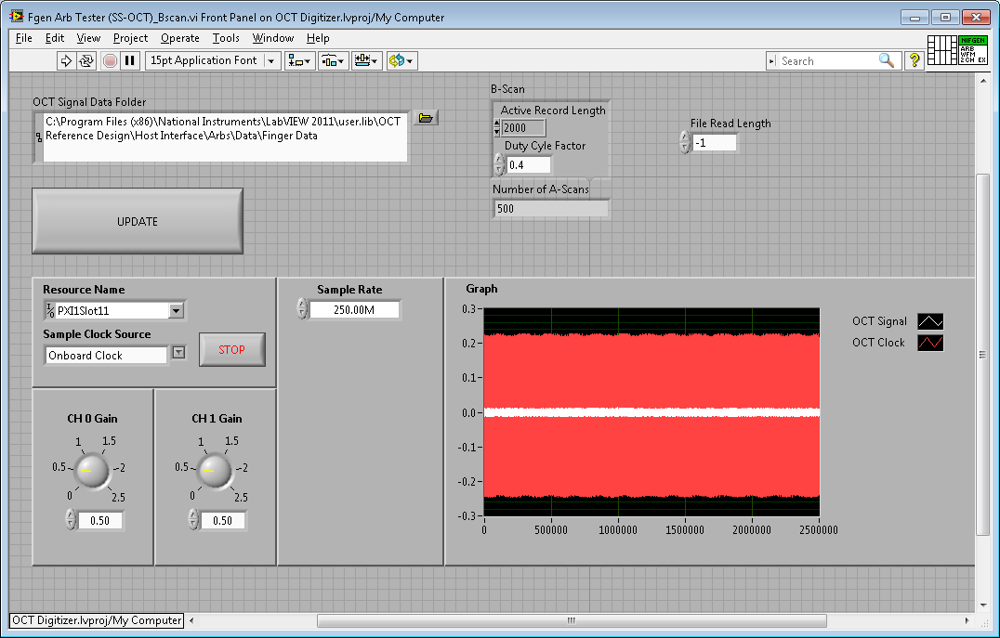 Fgen Arb Tester (SS-OCT)_Bscan.vi Front Panel on OCT Digitizer.lvproj/My Computer
File Edit View Project Operate Tools Window Help
15pt Application Font
Search
?
NIFGEN
ARB
WFM
2 CH EX
OCT Signal Data Folder
C:\Program Files (x86)\National Instruments\LabVIEW 2011\user.lib\OCT
Reference Design\Host Interface\Arbs\Data\Finger Data
B-Scan
Active Record Length
2000
Duty Cyle Factor
0.4
Number of A-Scans
500
File Read Length
-1
UPDATE
Resource Name
I/O PXI1Slot11
Sample Clock Source
Onboard Clock
STOP
Sample Rate
250.00M
CH 0 Gain
1 1.5
0.5 2
0 2.5
0.50
CH 1 Gain
1 1.5
0.5 2
0 2.5
0.50
Graph
0.3
0.2
0.1
0.0
-0.1
-0.2
-0.3
0 500000 1000000 1500000 2000000 2500000
OCT Signal
OCT Clock
OCT Digitizer.lvproj/My Computer